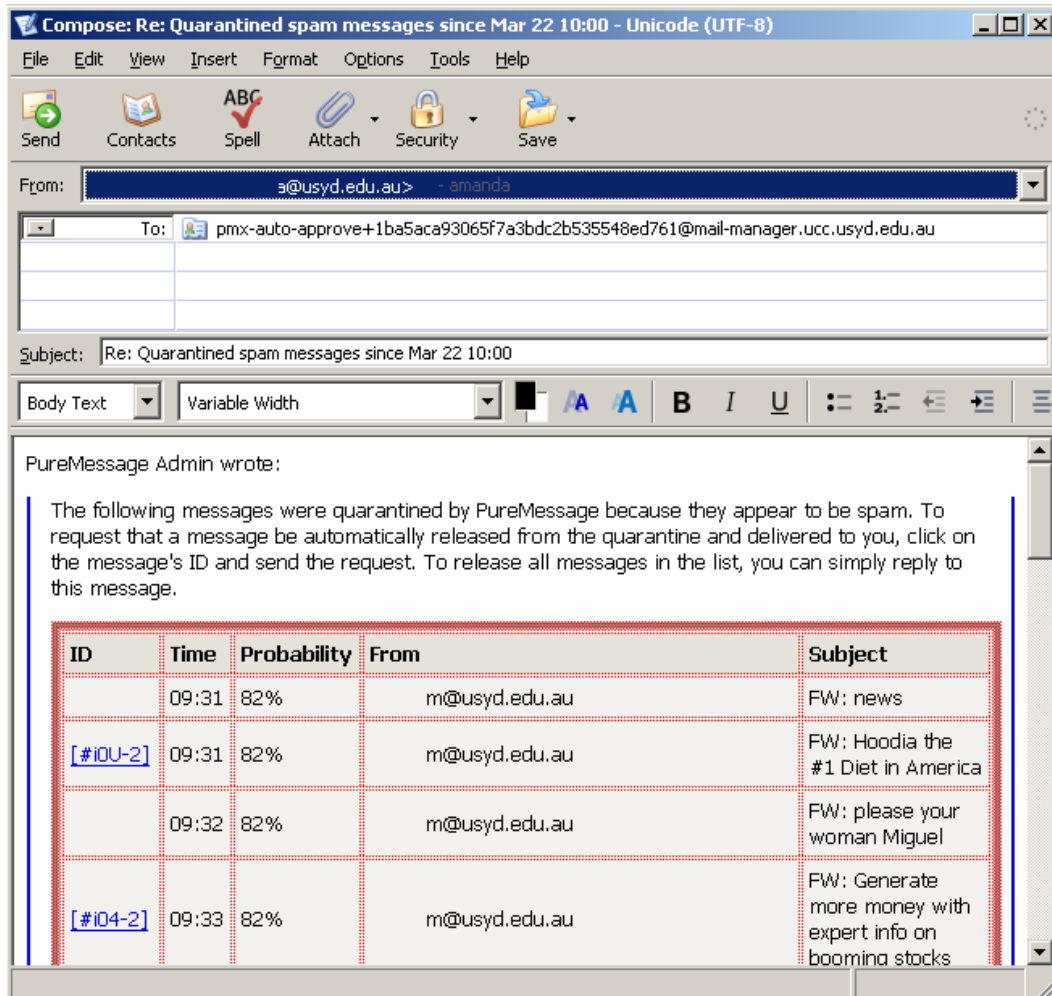 Compose: Re: Quarantined spam messages since Mar 22 10:00 - Unicode (UTF-8)
File Edit View Insert Format Options Tools Help
ABC
Send Contacts Spell Attach Security Save
From: a@usyd.edu.au> - amanda
To: pmx-auto-approve+1ba5aca93065f7a3bdc2b535548ed761@mail-manager.ucc.usyd.edu.au
Subject: Re: Quarantined spam messages since Mar 22 10:00
Body Text Variable Width A A A B I U 1. 2.
PureMessage Admin wrote:
The following messages were quarantined by PureMessage because they appear to be spam. To
request that a message be automatically released from the quarantine and delivered to you, click on
the message's ID and send the request. To release all messages in the list, you can simply reply to
this message.
ID Time Probability From Subject
09:31 82% m@usyd.edu.au FW: news
[#i0U-2] 09:31 82% m@usyd.edu.au FW: Hoodia the
#1 Diet in America
09:32 82% m@usyd.edu.au FW: please your
woman Miguel
[#i04-2] 09:33 82% m@usyd.edu.au FW: Generate
more money with
expert info on
booming stocks